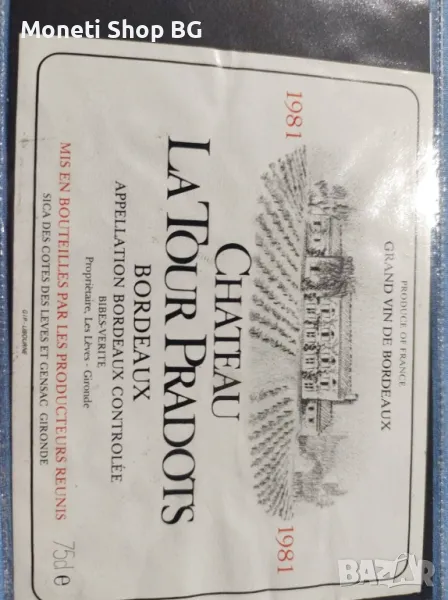 Moneti Shop BG
PRODUCE OF FRANCE
GRAND VIN DE BORDEAUX
1981 1981
CHATEAU
LA TOUR PRADOTS
BORDEAUX
APPELLATION BORDEAUX CONTROLÉE
BIBES-VERITE
Propriétaire, Les Lèves - Gironde
MIS EN BOUTEILLES PAR LES PRODUCTEURS REUNIS
SICA DES COTES DES LEVES ET GENSAC GIRONDE
75cl e
G.I.P. - LIBOURNE
BAZAR